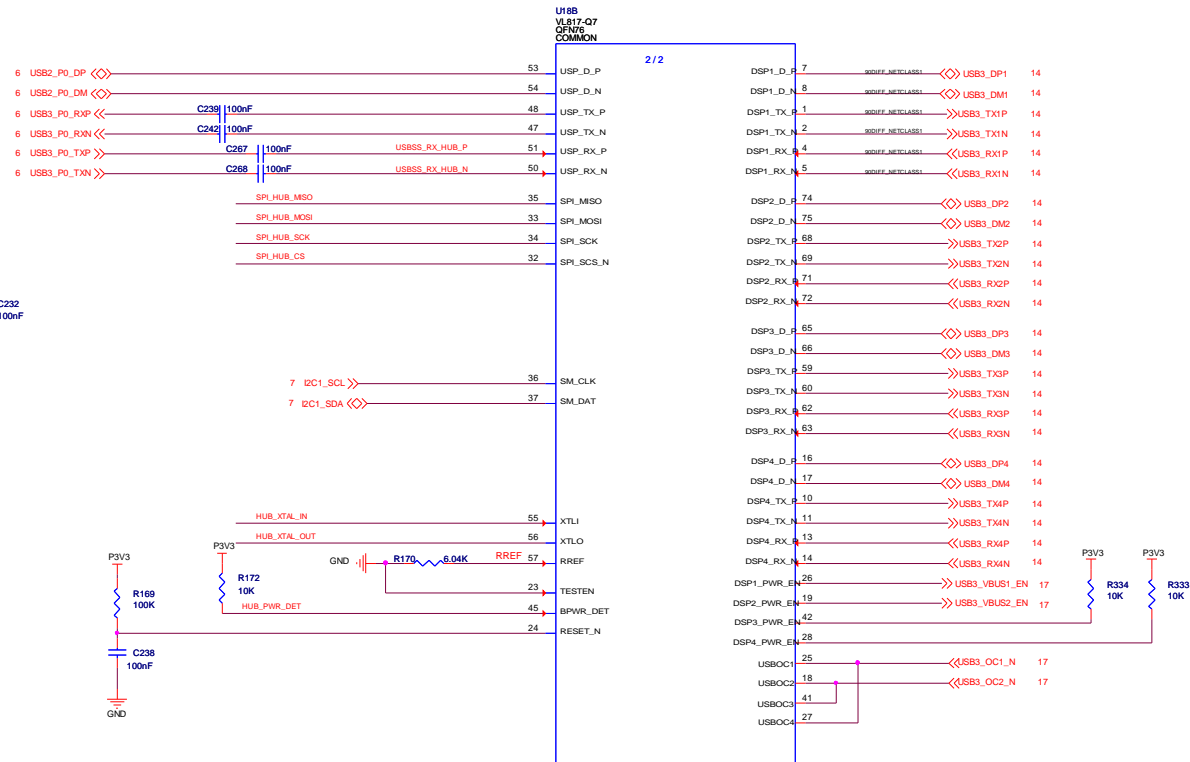 U18B
VL817-Q7
QFN76
COMMON
2 / 2
6 USB2_P0_DP 53 USP_D_P
6 USB2_P0_DM 54 USP_D_N
6 USB3_P0_RXP C239 100nF 48 USP_TX_P
6 USB3_P0_RXN C242 100nF 47 USP_TX_N
6 USB3_P0_TXP C267 100nF USBSS_RX_HUB_P 51 USP_RX_P
6 USB3_P0_TXN C268 100nF USBSS_RX_HUB_N 50 USP_RX_N
SPI_HUB_MISO 35 SPI_MISO
SPI_HUB_MOSI 33 SPI_MOSI
SPI_HUB_SCK 34 SPI_SCK
SPI_HUB_CS 32 SPI_SCS_N
C232
100nF
7 I2C1_SCL 36 SM_CLK
7 I2C1_SDA 37 SM_DAT
HUB_XTAL_IN 55 XTLI
HUB_XTAL_OUT 56 XTLO
GND R170 6.04K RREF 57 RREF
23 TESTEN
P3V3
R172
10K
HUB_PWR_DET 45 BPWR_DET
P3V3
R169
100K
24 RESET_N
C238
100nF
GND
DSP1_D_P 7 90DIFF_NETCLASS1 USB3_DP1 14
DSP1_D_N 8 90DIFF_NETCLASS1 USB3_DM1 14
DSP1_TX_P 1 90DIFF_NETCLASS1 USB3_TX1P 14
DSP1_TX_N 2 90DIFF_NETCLASS1 USB3_TX1N 14
DSP1_RX_P 4 90DIFF_NETCLASS1 USB3_RX1P 14
DSP1_RX_N 5 90DIFF_NETCLASS1 USB3_RX1N 14
DSP2_D_P 74 USB3_DP2 14
DSP2_D_N 75 USB3_DM2 14
DSP2_TX_P 68 USB3_TX2P 14
DSP2_TX_N 69 USB3_TX2N 14
DSP2_RX_P 71 USB3_RX2P 14
DSP2_RX_N 72 USB3_RX2N 14
DSP3_D_P 65 USB3_DP3 14
DSP3_D_N 66 USB3_DM3 14
DSP3_TX_P 59 USB3_TX3P 14
DSP3_TX_N 60 USB3_TX3N 14
DSP3_RX_P 62 USB3_RX3P 14
DSP3_RX_N 63 USB3_RX3N 14
DSP4_D_P 16 USB3_DP4 14
DSP4_D_N 17 USB3_DM4 14
DSP4_TX_P 10 USB3_TX4P 14
DSP4_TX_N 11 USB3_TX4N 14
DSP4_RX_P 13 USB3_RX4P 14
DSP4_RX_N 14 USB3_RX4N 14
DSP1_PWR_EN 26 USB3_VBUS1_EN 17
DSP2_PWR_EN 19 USB3_VBUS2_EN 17
DSP3_PWR_EN 42
DSP4_PWR_EN 28
P3V3
R334
10K
P3V3
R333
10K
USBOC1 25 USB3_OC1_N 17
USBOC2 18 USB3_OC2_N 17
USBOC3 41
USBOC4 27